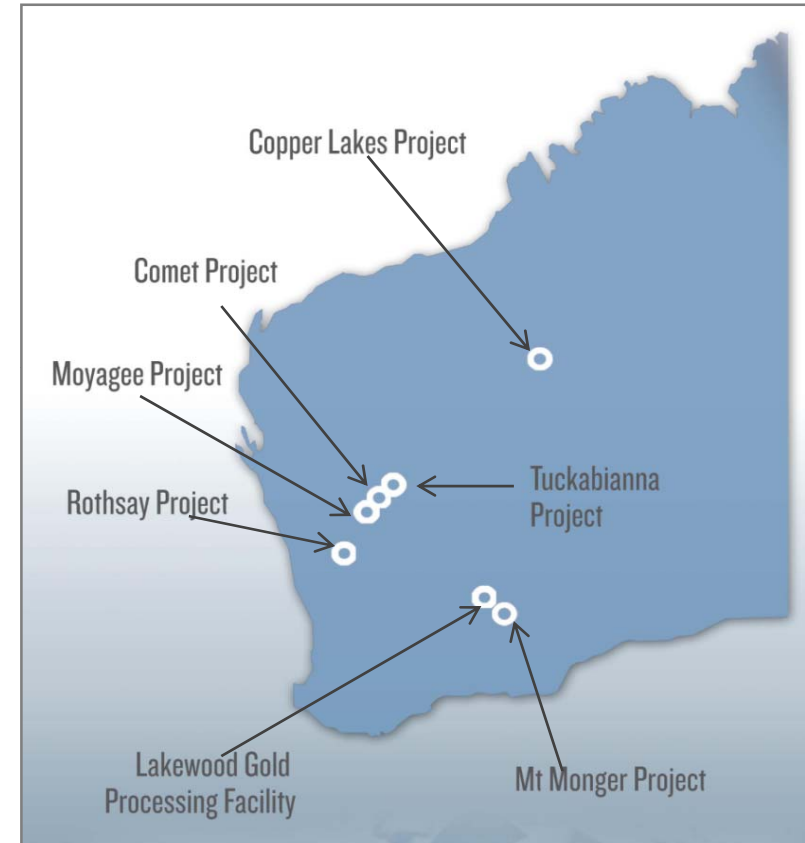 Copper Lakes Project
Comet Project
Moyagee Project
Rothsay Project
Tuckabianna
Project
Lakewood Gold
Processing Facility
Mt Monger Project